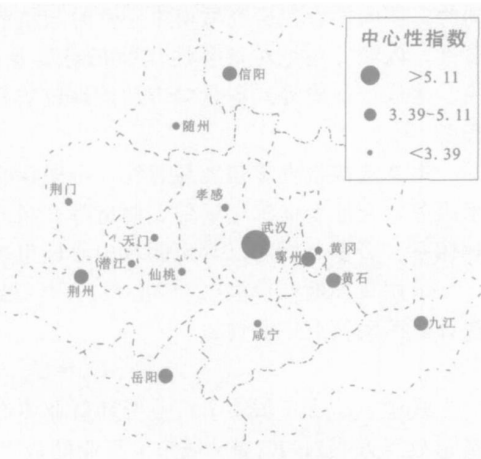 中心性指数
>5.11
3.39~5.11
<3.39
信阳
随州
荆门
孝感
武汉
天门
黄冈
鄂州
潜江
仙桃
黄石
荆州
九江
咸宁
岳阳